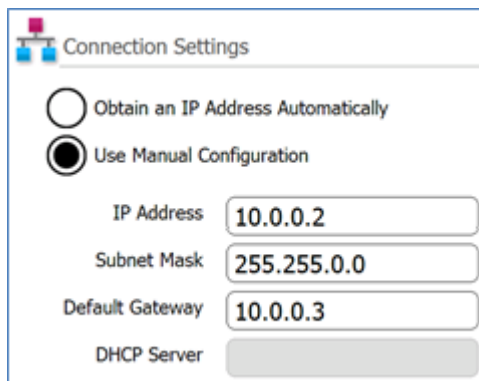 Connection Settings
Obtain an IP Address Automatically
Use Manual Configuration
IP Address 10.0.0.2
Subnet Mask 255.255.0.0
Default Gateway 10.0.0.3
DHCP Server